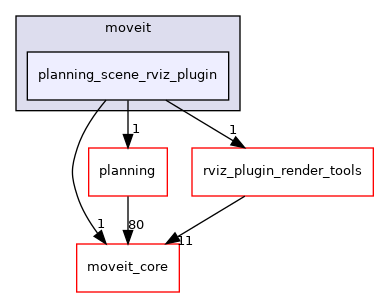 moveit
planning_scene_rviz_plugin
1
1
planning
rviz_plugin_render_tools
1
80
11
moveit_core